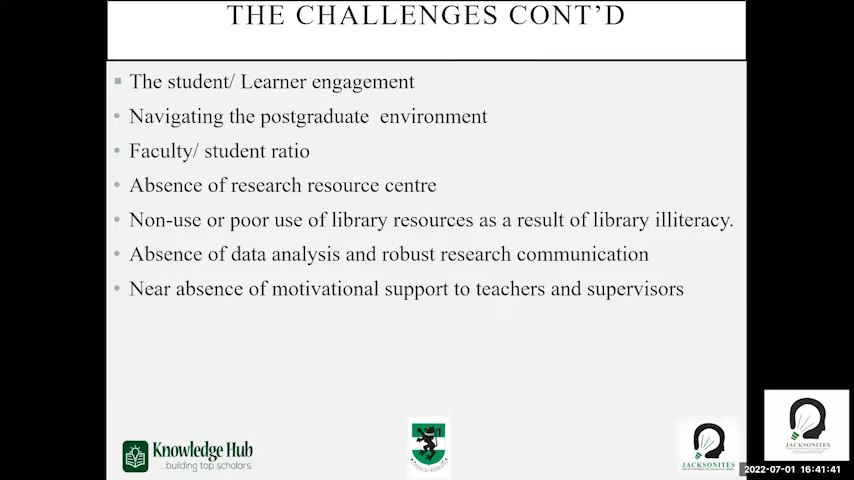 THE CHALLENGES CONT'D
The student/ Learner engagement
Navigating the postgraduate environment
Faculty/ student ratio
Absence of research resource centre
Non-use or poor use of library resources as a result of library illiteracy.
Absence of data analysis and robust research communication
Near absence of motivational support to teachers and supervisors
Knowledge Hub
...building top scholars
JACKSONITES
JACKSONITES
2022-07-01 16:41:41